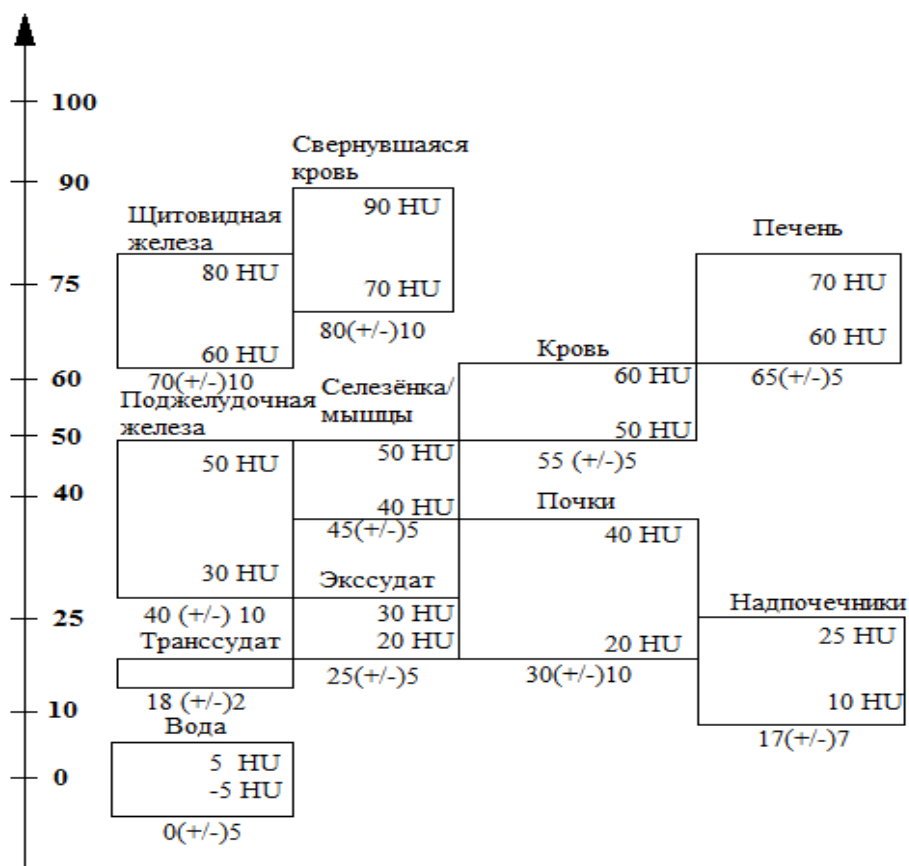 100
Свернувшаяся
кровь
90
90 HU
Щитовидная
железа
Печень
80 HU
75
70 HU
70 HU
60 HU
80(+/-)10
60 HU
Кровь
60
70(+/-)10
60 HU
65(+/-)5
Поджелудочная
железа
Селезёнка/
мышцы
50
50 HU
50 HU
50 HU
55 (+/-)5
40
40 HU
Почки
45(+/-)5
40 HU
30 HU
Экссудат
25
40 (+/-) 10
30 HU
Надпочечники
Транссудат
20 HU
20 HU
25 HU
18 (+/-)2
25(+/-)5
30(+/-)10
10
10 HU
Вода
17(+/-)7
0
5 HU
-5 HU
0(+/-)5